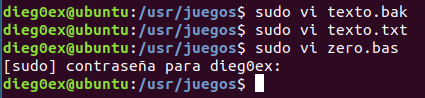 dieg0ex@ubuntu:/usr/juegos$ sudo vi texto.bak
dieg0ex@ubuntu:/usr/juegos$ sudo vi texto.txt
dieg0ex@ubuntu:/usr/juegos$ sudo vi zero.bas
[sudo] contraseña para dieg0ex:
dieg0ex@ubuntu:/usr/juegos$